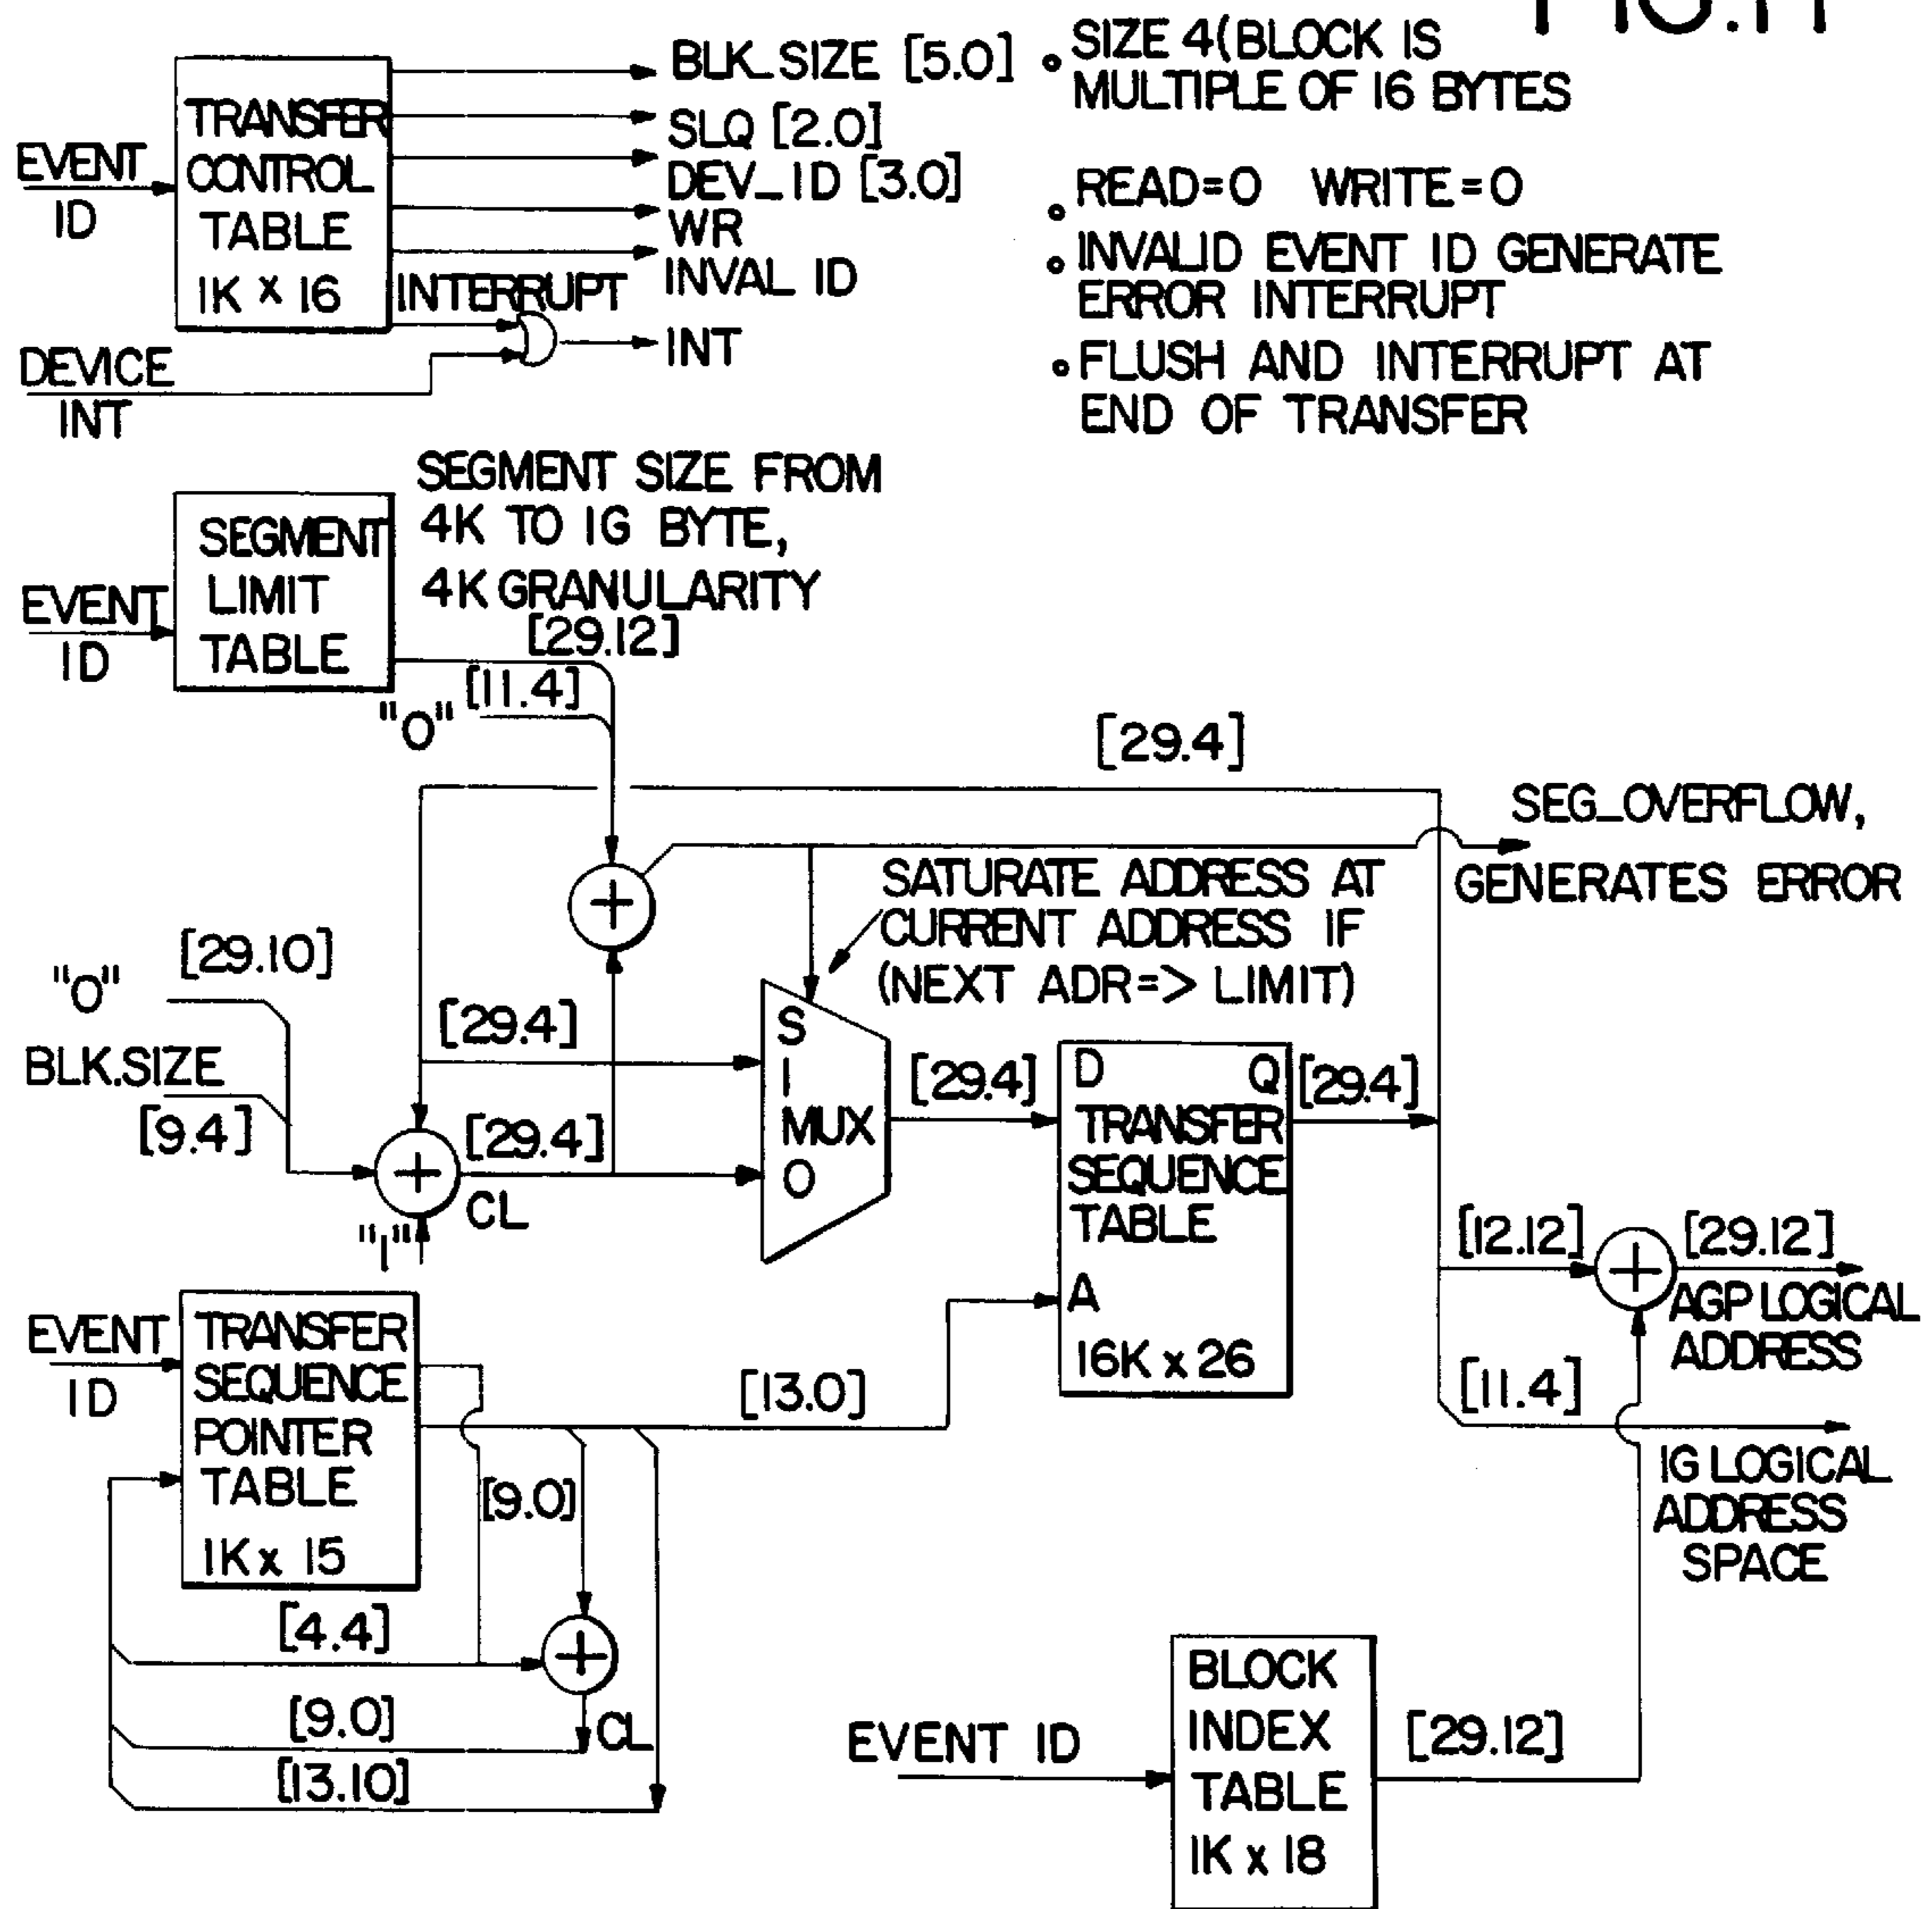 TRANSFER
CONTROL
TABLE
1K X 16
EVENT
ID
BLK_SIZE [5.0]
SLQ [2.0]
DEV_ID [3.0]
WR
INVAL ID
INTERRUPT
INT
DEVICE
INT
• SIZE 4(BLOCK IS
MULTIPLE OF 16 BYTES
• READ=0 WRITE=0
• INVALID EVENT ID GENERATE
ERROR INTERRUPT
• FLUSH AND INTERRUPT AT
END OF TRANSFER
SEGMENT SIZE FROM
4K TO 1G BYTE,
4K GRANULARITY
SEGMENT
LIMIT
TABLE
EVENT
ID
[29.12]
[11.4]
"0"
[29.4]
SEG_OVERFLOW,
GENERATES ERROR
+
SATURATE ADDRESS AT
CURRENT ADDRESS IF
(NEXT ADR=> LIMIT)
"0"
[29.10]
BLK.SIZE
[9.4]
[29.4]
[29.4]
+
CL
"1"
S
1
MUX
0
[29.4]
D Q
TRANSFER
SEQUENCE
TABLE
A
16K x 26
[29.4]
[12.12]
+
[29.12]
AGP LOGICAL
ADDRESS
[11.4]
IG LOGICAL
ADDRESS
SPACE
EVENT
ID
TRANSFER
SEQUENCE
POINTER
TABLE
1K x 15
[13.0]
[9.0]
[4.4]
+
[9.0]
CL
[13.10]
EVENT ID
BLOCK
INDEX
TABLE
1K x 18
[29.12]